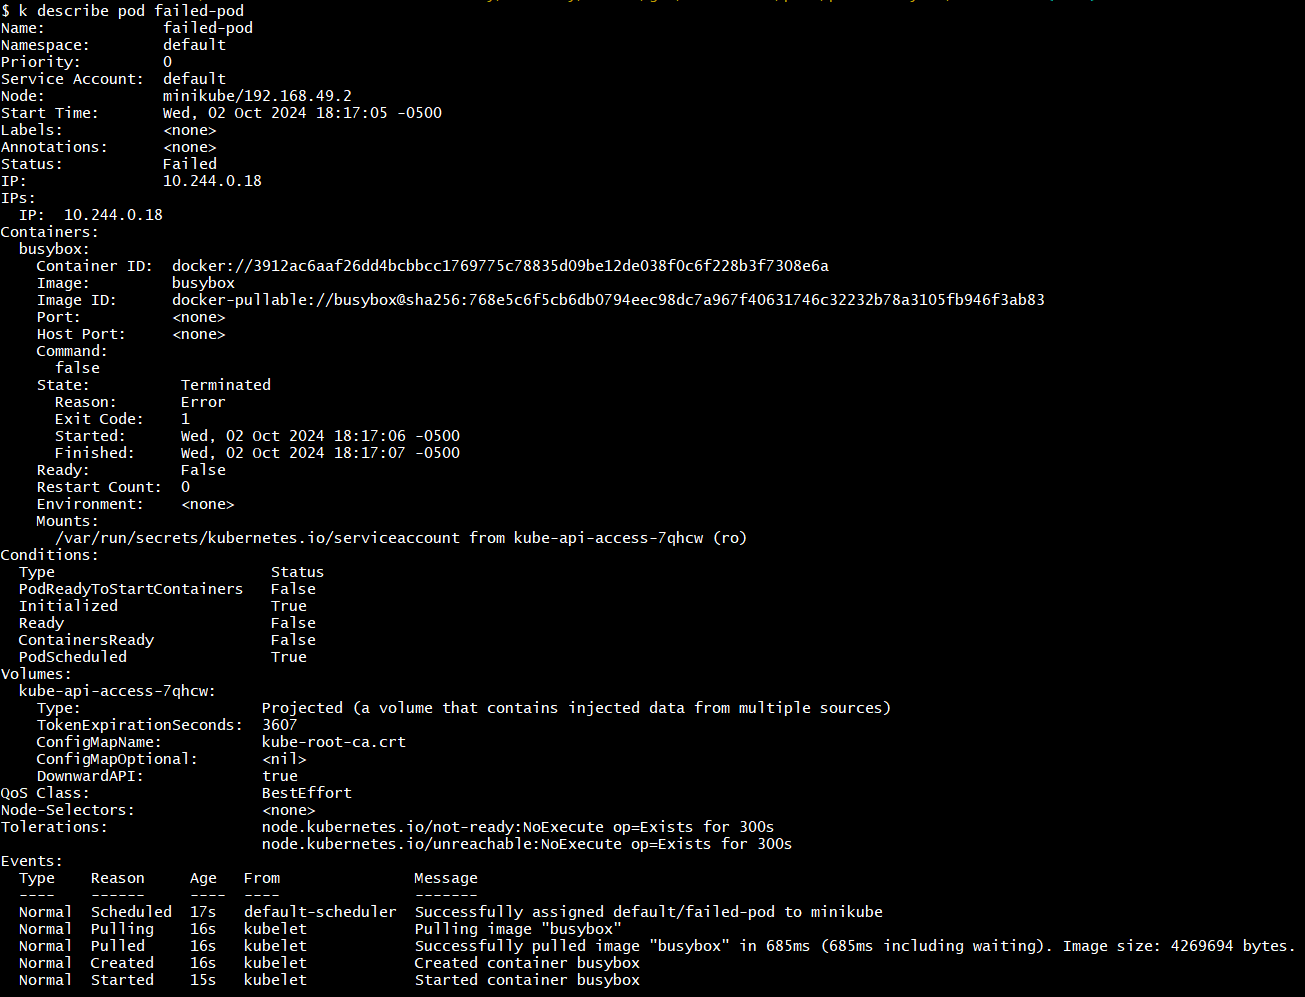 $ k describe pod failed-pod
Name:             failed-pod
Namespace:        default
Priority:         0
Service Account:  default
Node:             minikube/192.168.49.2
Start Time:       Wed, 02 Oct 2024 18:17:05 -0500
Labels:           <none>
Annotations:      <none>
Status:           Failed
IP:               10.244.0.18
IPs:
  IP:  10.244.0.18
Containers:
  busybox:
    Container ID:  docker://3912ac6aaf26dd4bcbbcc1769775c78835d09be12de038f0c6f228b3f7308e6a
    Image:         busybox
    Image ID:      docker-pullable://busybox@sha256:768e5c6f5cb6db0794eec98dc7a967f40631746c32232b78a3105fb946f3ab83
    Port:          <none>
    Host Port:     <none>
    Command:
      false
    State:          Terminated
      Reason:       Error
      Exit Code:    1
      Started:      Wed, 02 Oct 2024 18:17:06 -0500
      Finished:     Wed, 02 Oct 2024 18:17:07 -0500
    Ready:          False
    Restart Count:  0
    Environment:    <none>
    Mounts:
      /var/run/secrets/kubernetes.io/serviceaccount from kube-api-access-7qhcw (ro)
Conditions:
  Type                        Status
  PodReadyToStartContainers   False
  Initialized                 True
  Ready                       False
  ContainersReady             False
  PodScheduled                True
Volumes:
  kube-api-access-7qhcw:
    Type:                    Projected (a volume that contains injected data from multiple sources)
    TokenExpirationSeconds:  3607
    ConfigMapName:           kube-root-ca.crt
    ConfigMapOptional:       <nil>
    DownwardAPI:             true
QoS Class:                   BestEffort
Node-Selectors:              <none>
Tolerations:                 node.kubernetes.io/not-ready:NoExecute op=Exists for 300s
                             node.kubernetes.io/unreachable:NoExecute op=Exists for 300s
Events:
  Type    Reason     Age   From               Message
  ----    ------     ----  ----               -------
  Normal  Scheduled  17s   default-scheduler  Successfully assigned default/failed-pod to minikube
  Normal  Pulling    16s   kubelet            Pulling image "busybox"
  Normal  Pulled     16s   kubelet            Successfully pulled image "busybox" in 685ms (685ms including waiting). Image size: 4269694 bytes.
  Normal  Created    16s   kubelet            Created container busybox
  Normal  Started    15s   kubelet            Started container busybox